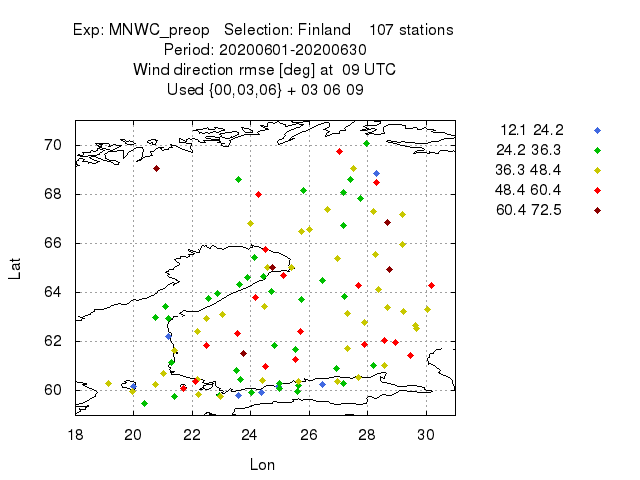 Exp: MNWC_preop   Selection: Finland    107 stations
Period: 20200601-20200630
Wind direction rmse [deg] at  09 UTC
Used {00,03,06} + 03 06 09
12.1 24.2
24.2 36.3
36.3 48.4
48.4 60.4
60.4 72.5
70
68
66
64
62
60
Lat
18 20 22 24 26 28 30
Lon